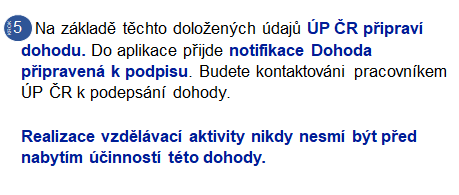 KROK 5 Na základě těchto doložených údajů ÚP ČR připraví
dohodu. Do aplikace přijde notifikace Dohoda
připravená k podpisu. Budete kontaktováni pracovníkem
ÚP ČR k podepsání dohody.
Realizace vzdělávací aktivity nikdy nesmí být před
nabytím účinností této dohody.